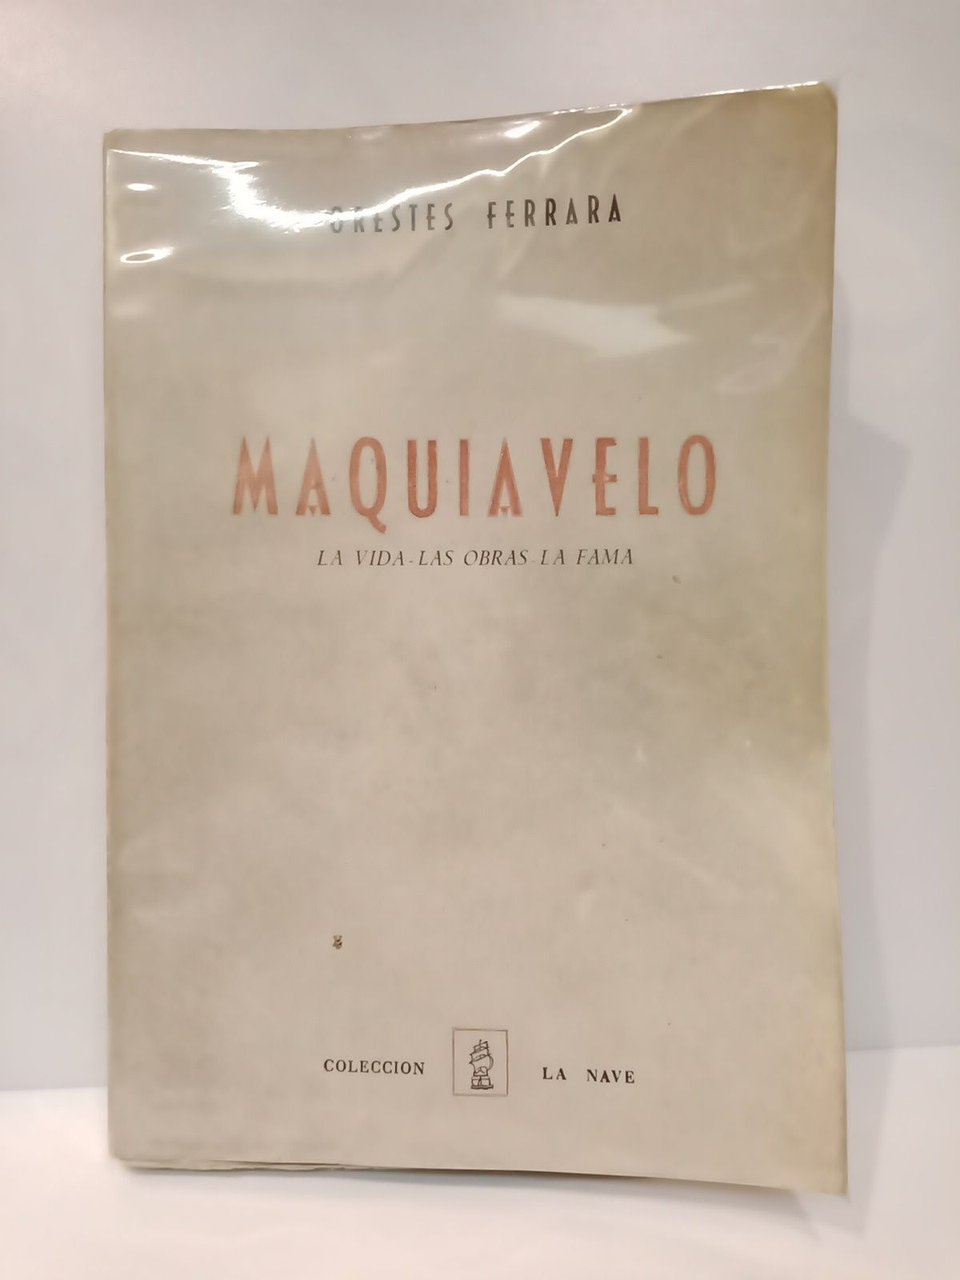 ORESTES FERRARA
MAQUIAVELO
LA VIDA - LAS OBRAS - LA FAMA
COLECCION LA NAVE